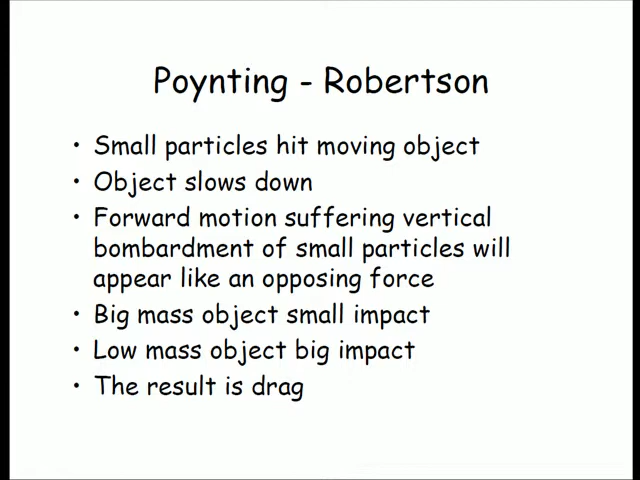 Poynting - Robertson
• Small particles hit moving object
• Object slows down
• Forward motion suffering vertical
bombardment of small particles will
appear like an opposing force
• Big mass object small impact
• Low mass object big impact
• The result is drag